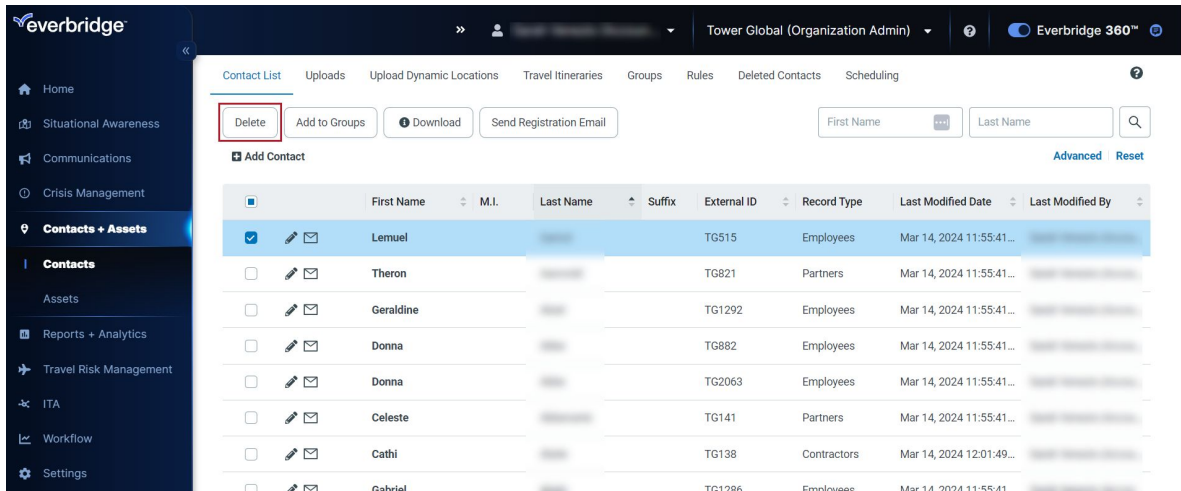 everbridge
»
Tower Global (Organization Admin)
Everbridge 360™
«
Home
Situational Awareness
Communications
Crisis Management
Contacts + Assets
Contacts
Assets
Reports + Analytics
Travel Risk Management
ITA
Workflow
Settings
Contact List Uploads Upload Dynamic Locations Travel Itineraries Groups Rules Deleted Contacts Scheduling
Delete Add to Groups Download Send Registration Email First Name Last Name
Add Contact Advanced Reset
First Name M.I. Last Name Suffix External ID Record Type Last Modified Date Last Modified By
Lemuel TG515 Employees Mar 14, 2024 11:55:41...
Theron TG821 Partners Mar 14, 2024 11:55:41...
Geraldine TG1292 Employees Mar 14, 2024 11:55:41...
Donna TG882 Employees Mar 14, 2024 11:55:41...
Donna TG2063 Employees Mar 14, 2024 11:55:41...
Celeste TG141 Partners Mar 14, 2024 11:55:41...
Cathi TG138 Contractors Mar 14, 2024 12:01:49...
Gabriel TG1286 Employees Mar 14, 2024 11:55:41